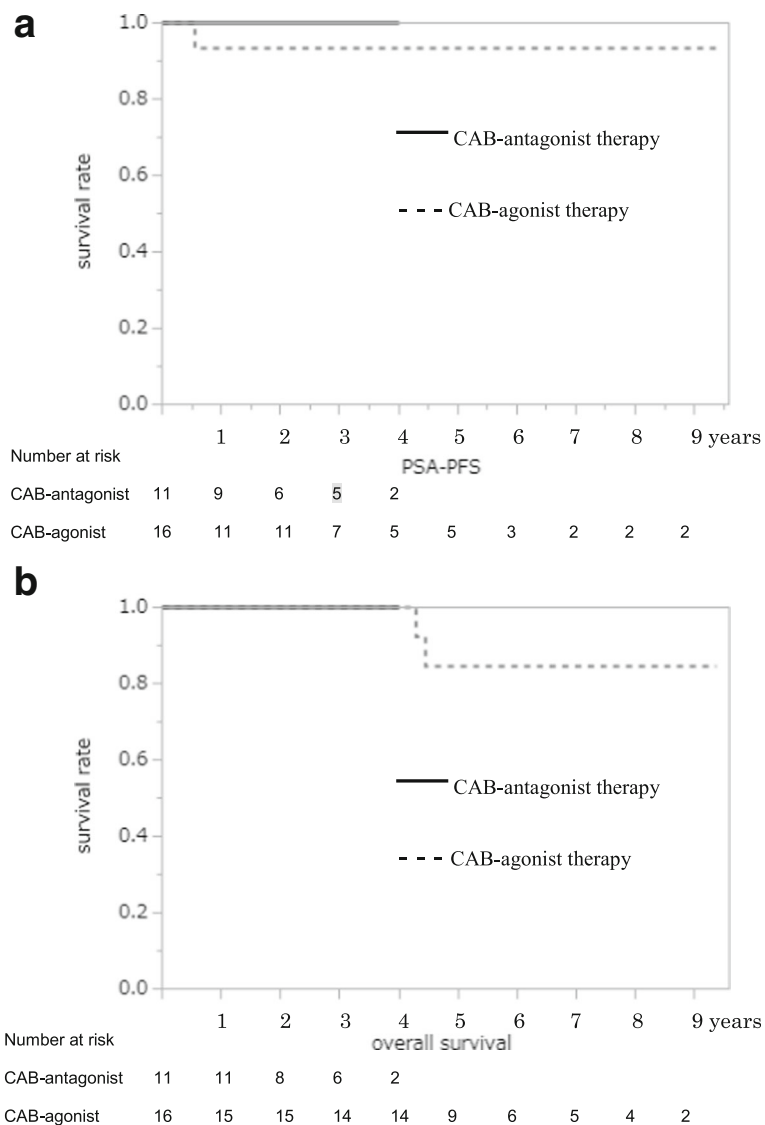 a
1.0
0.8
0.6
0.4
0.2
0.0
survival rate
CAB-antagonist therapy
CAB-agonist therapy
1 2 3 4 5 6 7 8 9 years
Number at risk
PSA-PFS
CAB-antagonist 11 9 6 5 2
CAB-agonist 16 11 11 7 5 5 3 2 2 2
b
1.0
0.8
0.6
0.4
0.2
0.0
survival rate
CAB-antagonist therapy
CAB-agonist therapy
1 2 3 4 5 6 7 8 9 years
Number at risk
overall survival
CAB-antagonist 11 11 8 6 2
CAB-agonist 16 15 15 14 14 9 6 5 4 2